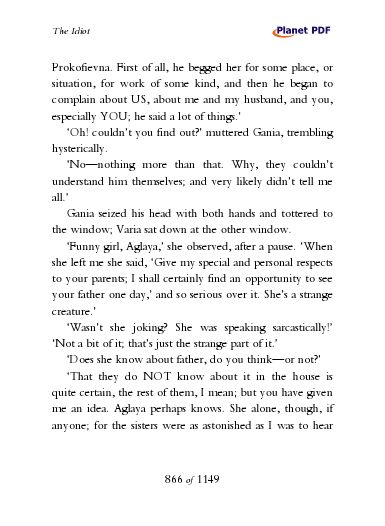 The Idiot
Planet PDF
Prokofievna. First of all, he begged her for some place, or
situation, for work of some kind, and then he began to
complain about US, about me and my husband, and you,
especially YOU; he said a lot of things.'
'Oh! couldn't you find out?' muttered Gania, trembling
hysterically.
'No—nothing more than that. Why, they couldn't
understand him themselves; and very likely didn't tell me
all.'
Gania seized his head with both hands and tottered to
the window; Varia sat down at the other window.
'Funny girl, Aglaya,' she observed, after a pause. 'When
she left me she said, 'Give my special and personal respects
to your parents; I shall certainly find an opportunity to see
your father one day,' and so serious over it. She's a strange
creature.'
'Wasn't she joking? She was speaking sarcastically!'
'Not a bit of it; that's just the strange part of it.'
'Does she know about father, do you think—or not?'
'That they do NOT know about it in the house is
quite certain, the rest of them, I mean; but you have given
me an idea. Aglaya perhaps knows. She alone, though, if
anyone; for the sisters were as astonished as I was to hear
866 of 1149